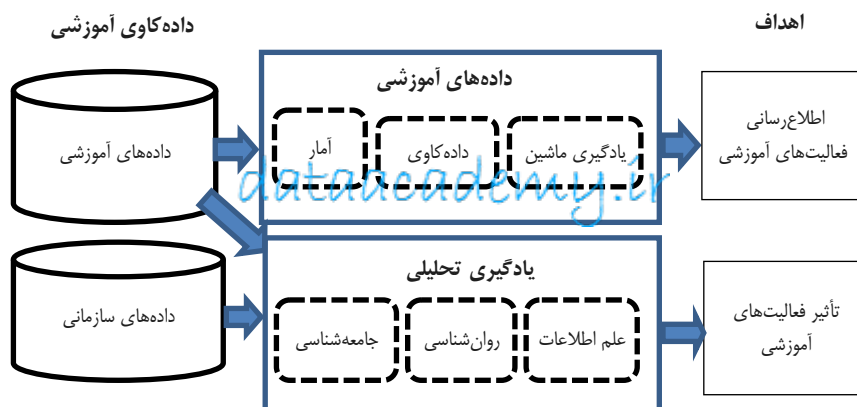 اهداف
داده‌کاوی آموزشی
داده‌های آموزشی
اطلاع‌رسانی
فعالیت‌های آموزشی
یادگیری ماشین
داده‌کاوی
آمار
داده‌های آموزشی
dataacademy.ir
یادگیری تحلیلی
تأثیر فعالیت‌های
آموزشی
علم اطلاعات
روان‌شناسی
جامعه‌شناسی
داده‌های سازمانی